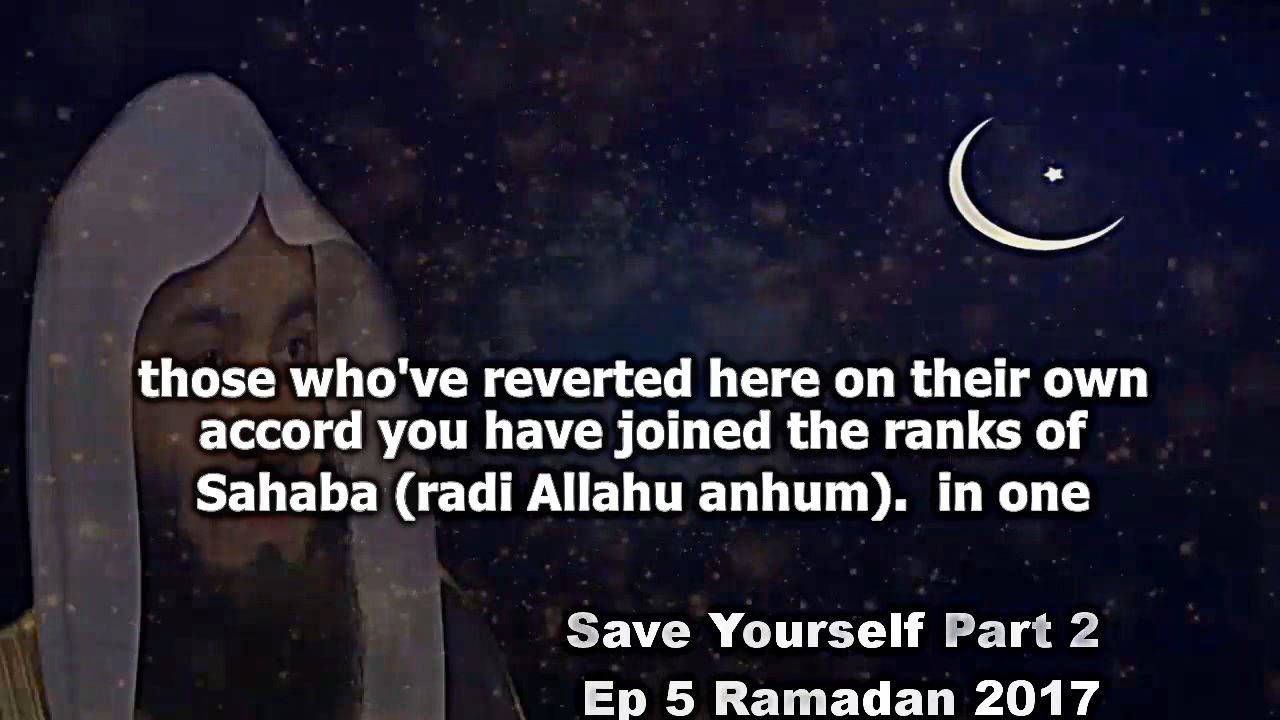 those who've reverted here on their own
accord you have joined the ranks of
Sahaba (radi Allahu anhum).  in one
Save Yourself Part 2
Ep 5 Ramadan 2017